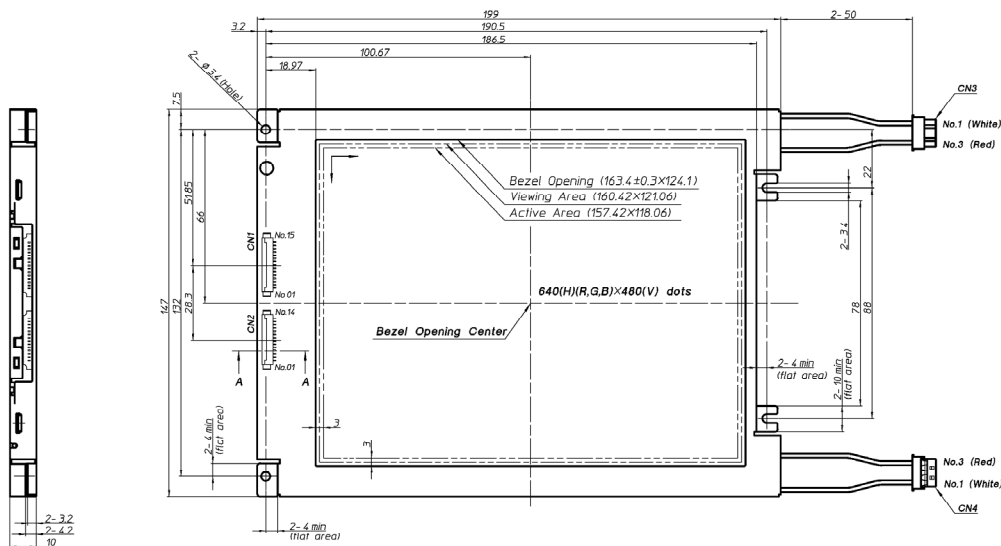 199
2-50
3.2
190.5
186.5
100.67
18.97
2- ø3.4 (Hole)
7.5
CN3
No.1 (White)
No.3 (Red)
Bezel Opening (163.4±0.3×124.1)
Viewing Area (160.42×121.06)
Active Area (157.42×118.06)
22
51.85
66
2-3.4
CN1
No.15
No.01
147
132
28.3
640(H)(R,G,B)×480(V) dots
78
88
CN2
No.14
No.01
Bezel Opening Center
A
A
2-4 min
(flat area)
2-10 min
(flat area)
3
3
2-4 min
(flat area)
No.3 (Red)
No.1 (White)
CN4
2-4 min
(flat area)
2-3.2
2-4.2
10